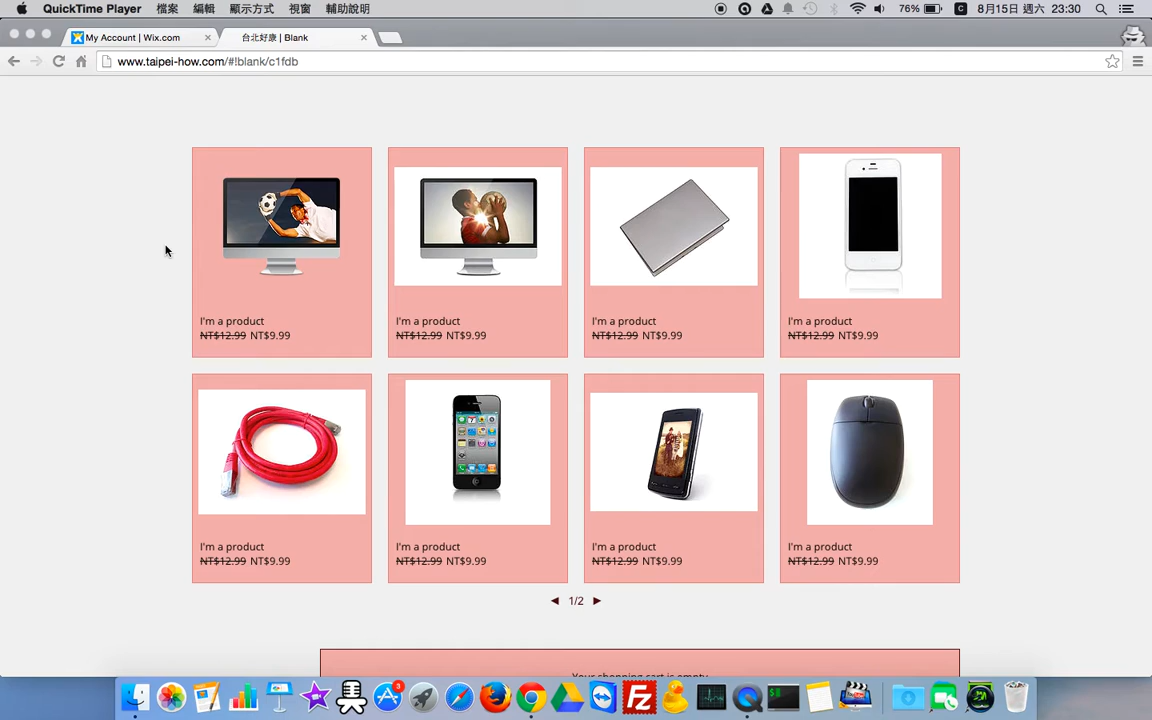 QuickTime Player 檔案 編輯 顯示方式 視窗 輔助說明 76% C 8月15日 週六 23:30
My Account | Wix.com 台北好康 | Blank
www.taipei-how.com/#!blank/c1fdb
I'm a product I'm a product I'm a product I'm a product
NT$12.99 NT$9.99 NT$12.99 NT$9.99 NT$12.99 NT$9.99 NT$12.99 NT$9.99
I'm a product I'm a product I'm a product I'm a product
NT$12.99 NT$9.99 NT$12.99 NT$9.99 NT$12.99 NT$9.99 NT$12.99 NT$9.99
◄ 1/2 ►
Your shopping cart is empty
3
FZ